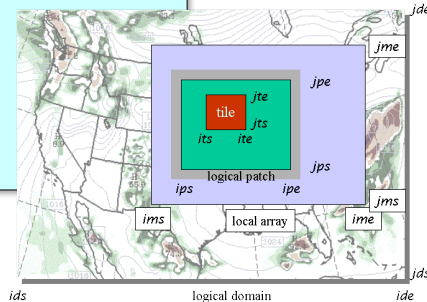 jde
jme
jpe
jte
tile
jts
its
ite
jps
logical patch
ips
ipe
jms
ims
local array
ime
jds
ids
logical domain
ide